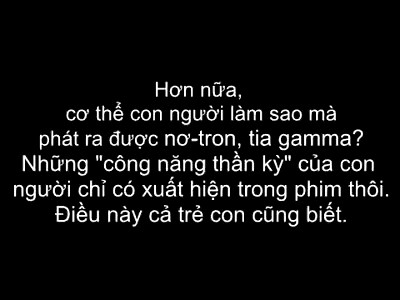 Hơn nữa,
cơ thể con người làm sao mà
phát ra được nơ-tron, tia gamma?
Những "công năng thần kỳ" của con
người chỉ có xuất hiện trong phim thôi.
Điều này cả trẻ con cũng biết.